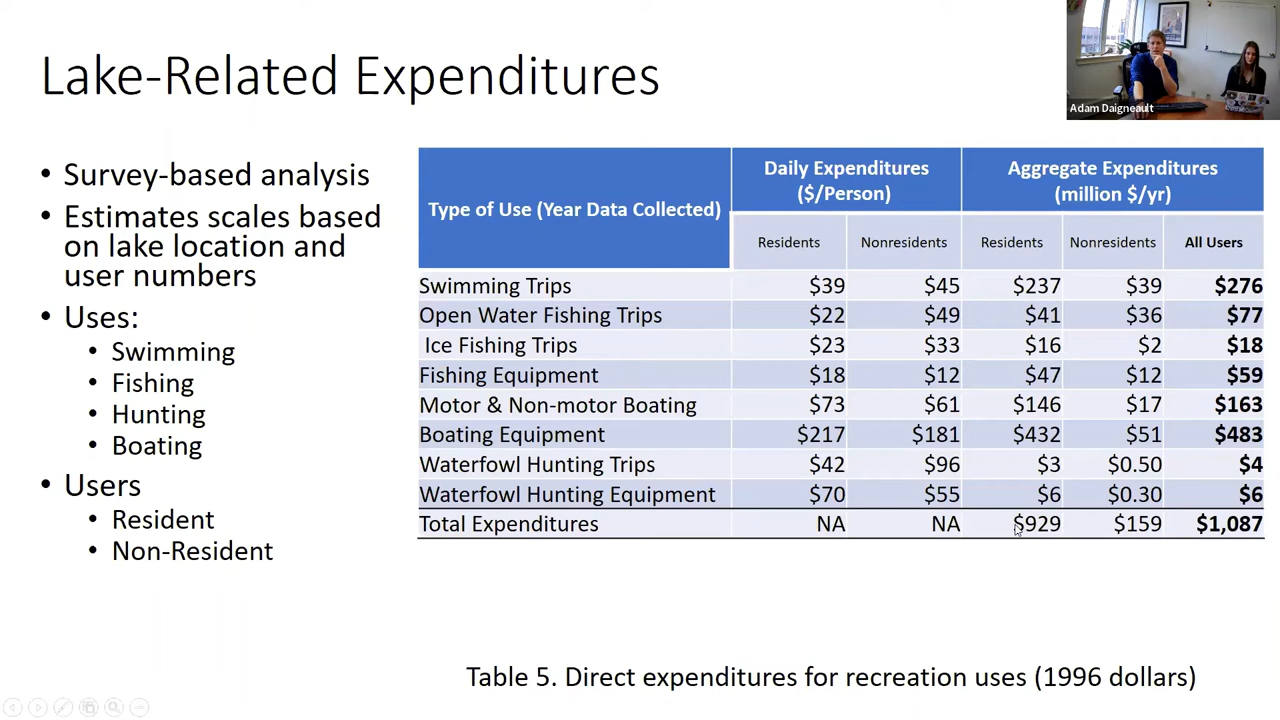 Lake-Related Expenditures
Adam Daigneault
• Survey-based analysis
• Estimates scales based
on lake location and
user numbers
• Uses:
• Swimming
• Fishing
• Hunting
• Boating
• Users
• Resident
• Non-Resident
Type of Use (Year Data Collected)
Daily Expenditures
($/Person)
Aggregate Expenditures
(million $/yr)
Residents Nonresidents Residents Nonresidents All Users
Swimming Trips $39 $45 $237 $39 $276
Open Water Fishing Trips $22 $49 $41 $36 $77
Ice Fishing Trips $23 $33 $16 $2 $18
Fishing Equipment $18 $12 $47 $12 $59
Motor & Non-motor Boating $73 $61 $146 $17 $163
Boating Equipment $217 $181 $432 $51 $483
Waterfowl Hunting Trips $42 $96 $3 $0.50 $4
Waterfowl Hunting Equipment $70 $55 $6 $0.30 $6
Total Expenditures NA NA $929 $159 $1,087
Table 5. Direct expenditures for recreation uses (1996 dollars)